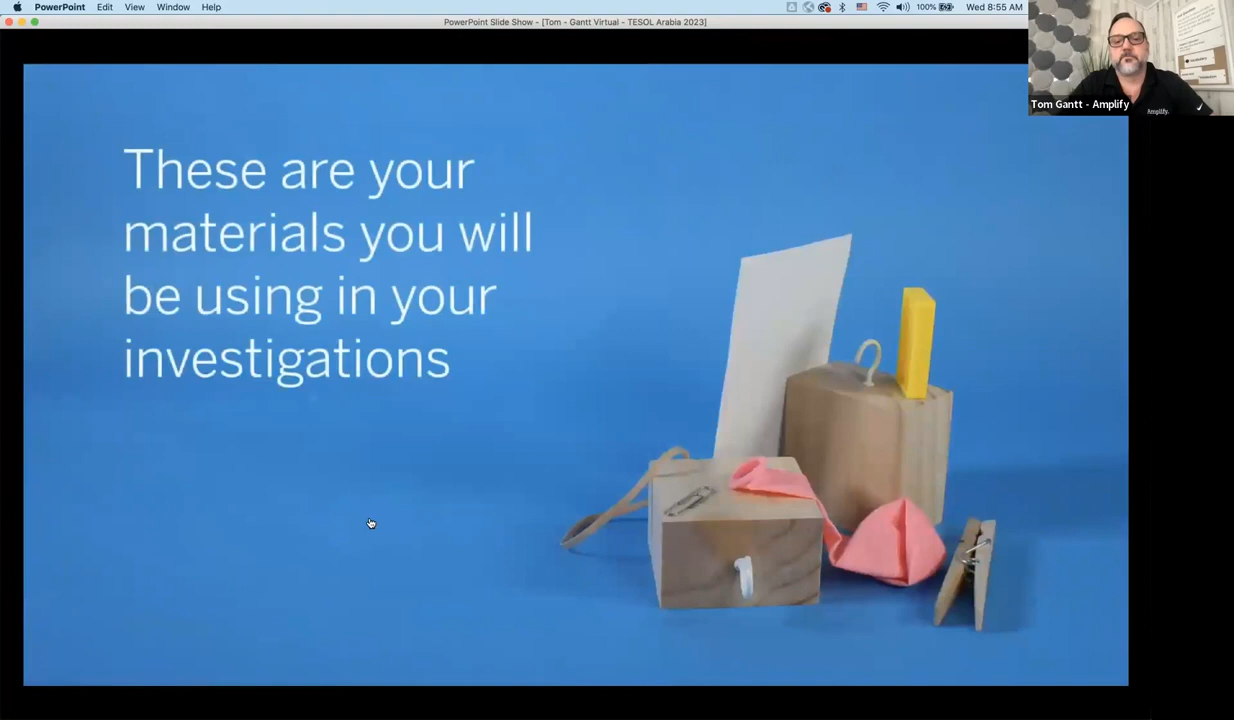 PowerPoint Edit View Window Help
100% Wed 8:55 AM
PowerPoint Slide Show - [Tom - Gantt Virtual - TESOL Arabia 2023]
These are your
materials you will
be using in your
investigations
Tom Gantt - Amplify
Amplify.